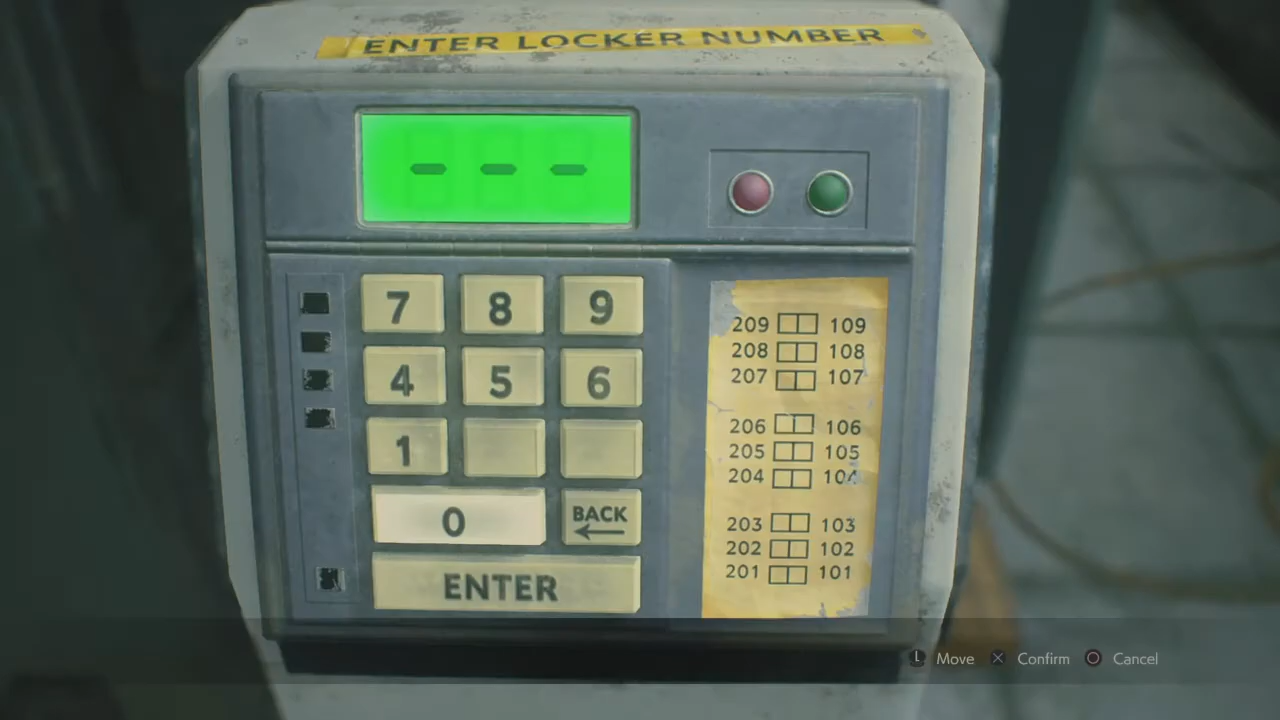 ENTER LOCKER NUMBER
- - -
7 8 9
4 5 6
1
0 BACK
ENTER
209 109
208 108
207 107
206 106
205 105
204 104
203 103
202 102
201 101
L Move X Confirm O Cancel